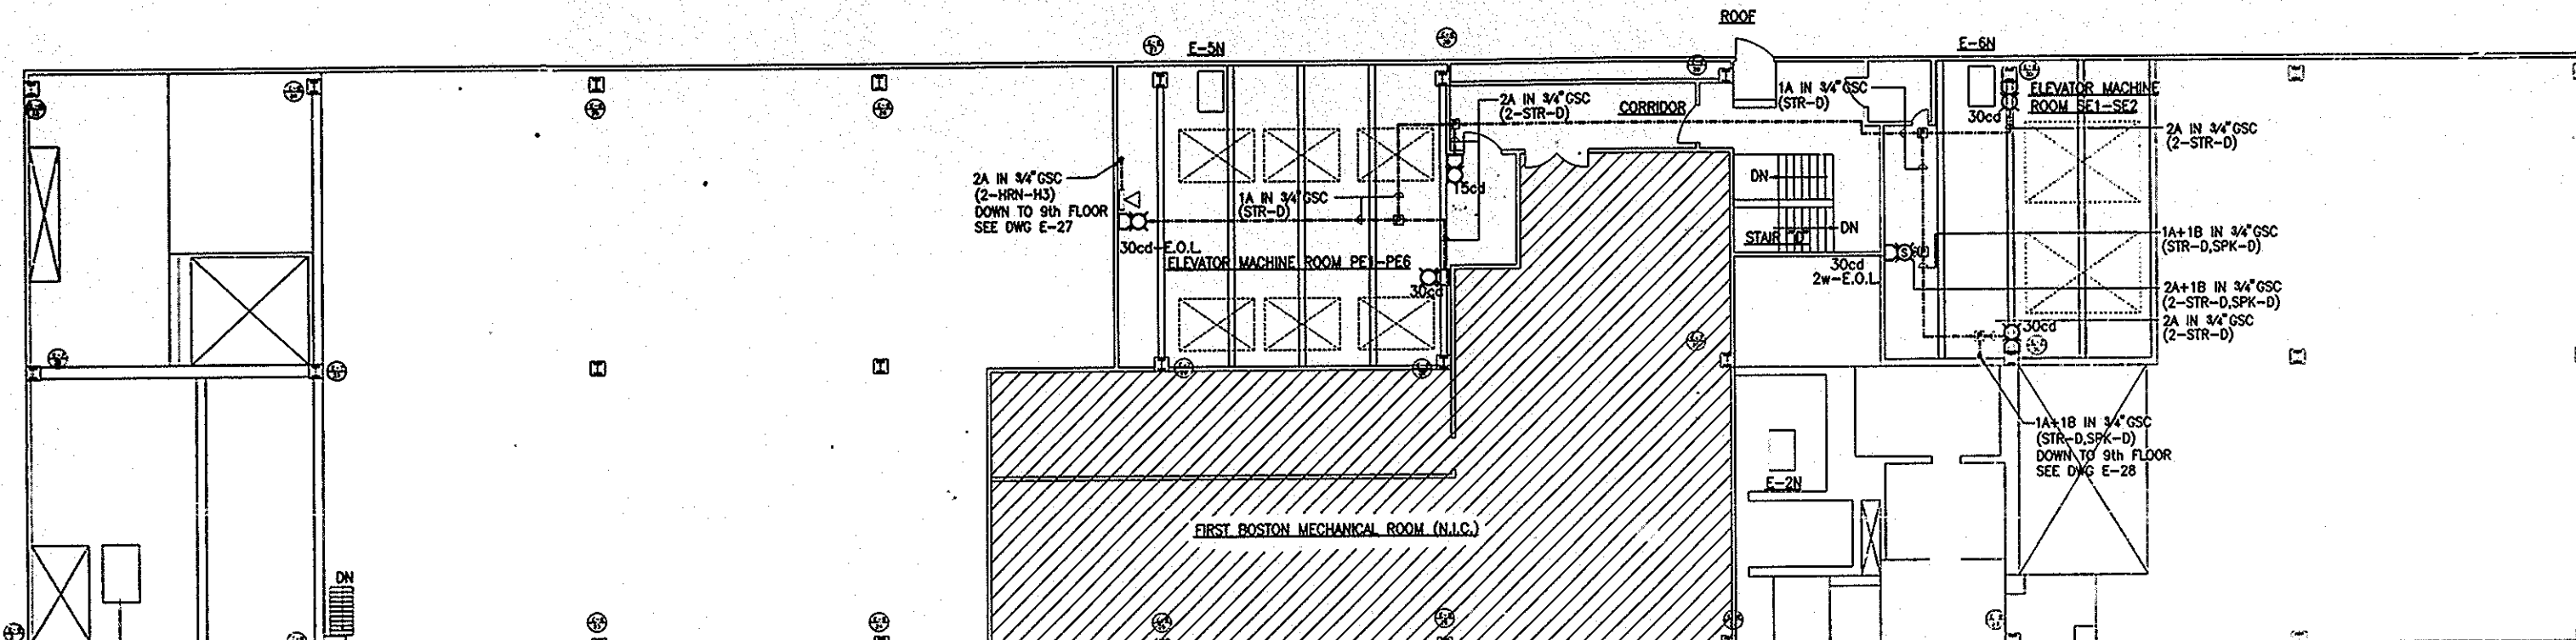 ROOF
E-5N
E-6N
2A IN 3/4"GSC
(2-STR-D)
CORRIDOR
1A IN 3/4"GSC
(STR-D)
ELEVATOR MACHINE
ROOM SE1-SE2
30cd
2A IN 3/4"GSC
(2-STR-D)
2A IN 3/4"GSC
(2-HRN-H3)
DOWN TO 9th FLOOR
SEE DWG E-27
1A IN 3/4"GSC
(STR-D)
15cd
DN
DN
STAIR "D"
30cd-E.O.L.
ELEVATOR MACHINE ROOM PE1-PE6
30cd
S
30cd
2w-E.O.L.
1A+1B IN 3/4"GSC
(STR-D,SPK-D)
2A+1B IN 3/4"GSC
(2-STR-D,SPK-D)
2A IN 3/4"GSC
(2-STR-D)
30cd
1A+1B IN 3/4"GSC
(STR-D,SPK-D)
DOWN TO 9th FLOOR
SEE DWG E-28
E-2N
FIRST BOSTON MECHANICAL ROOM (N.I.C.)
DN